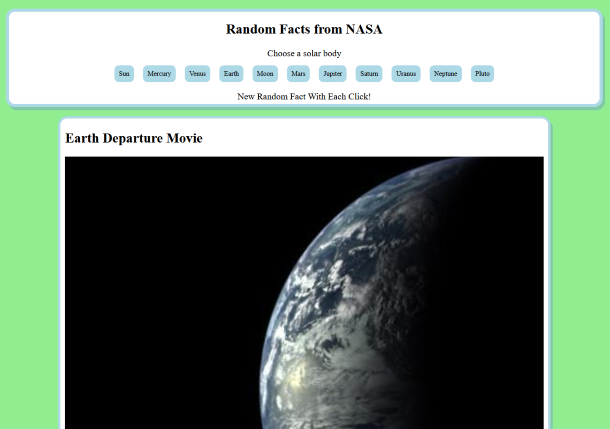 Random Facts from NASA
Choose a solar body
Sun Mercury Venus Earth Moon Mars Jupster Saturn Uranus Neptune Pluto
New Random Fact With Each Click!
Earth Departure Movie